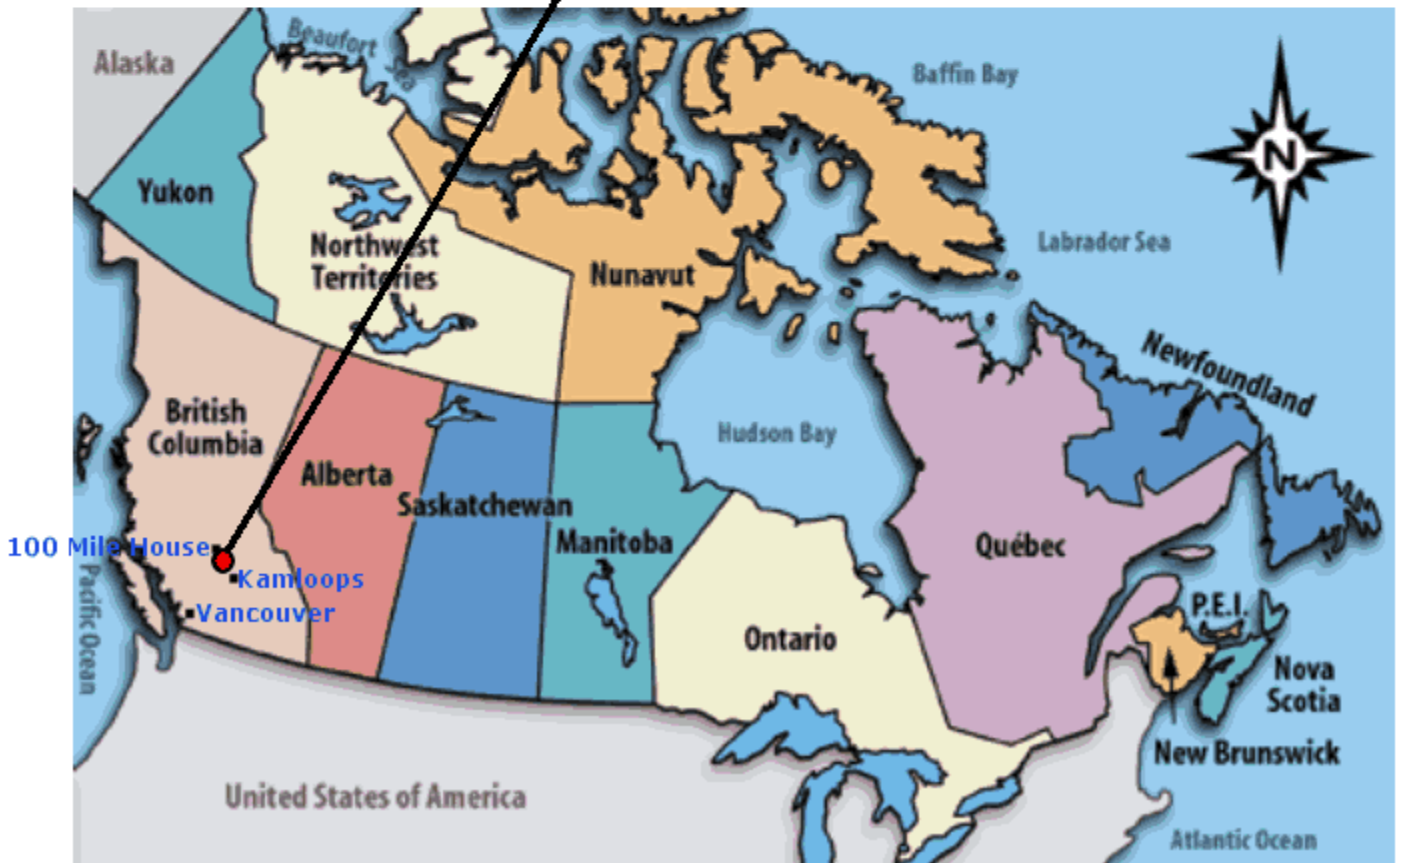 Beaufort Sea
Alaska
Baffin Bay
N
Yukon
Northwest
Territories
Nunavut
Labrador Sea
Newfoundland
British
Columbia
Alberta
Saskatchewan
Hudson Bay
Manitoba
Québec
100 Mile House
Kamloops
Vancouver
Pacific Ocean
Ontario
P.E.I.
Nova
Scotia
New Brunswick
United States of America
Atlantic Ocean